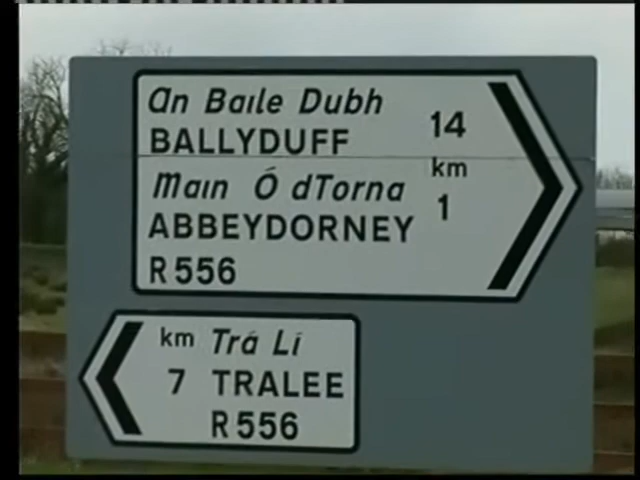 An Baile Dubh
BALLYDUFF 14
km
Main Ó dTorna
ABBEYDORNEY 1
R556
km Trá Lí
7 TRALEE
R556